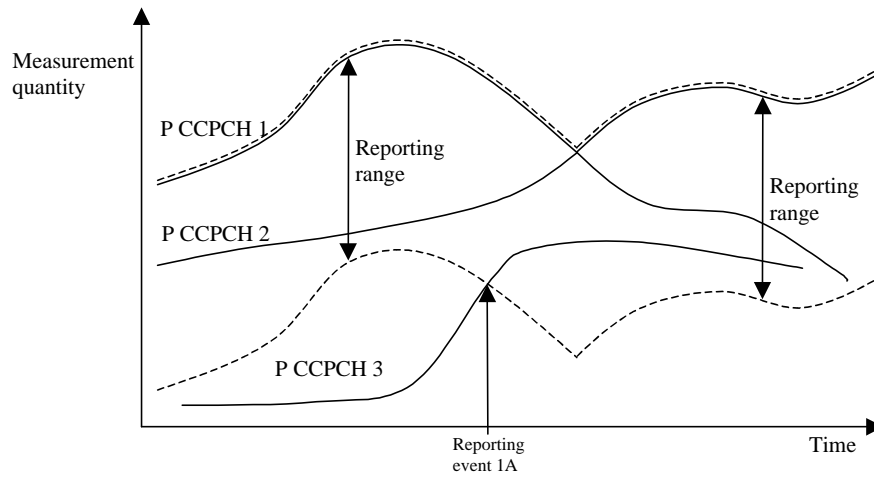 Measurement
quantity
P CCPCH 1
Reporting
range
Reporting
range
P CCPCH 2
P CCPCH 3
Reporting
event 1A
Time